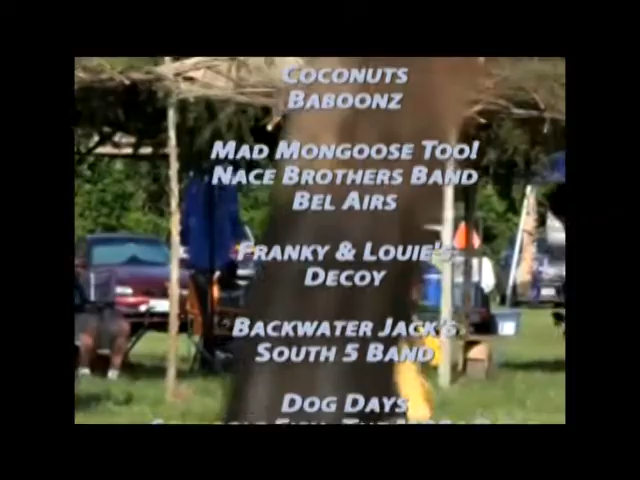 COCONUTS
BABOONZ
MAD MONGOOSE TOO!
NACE BROTHERS BAND
BEL AIRS
FRANKY & LOUIE'S
DECOY
BACKWATER JACK'S
SOUTH 5 BAND
DOG DAYS